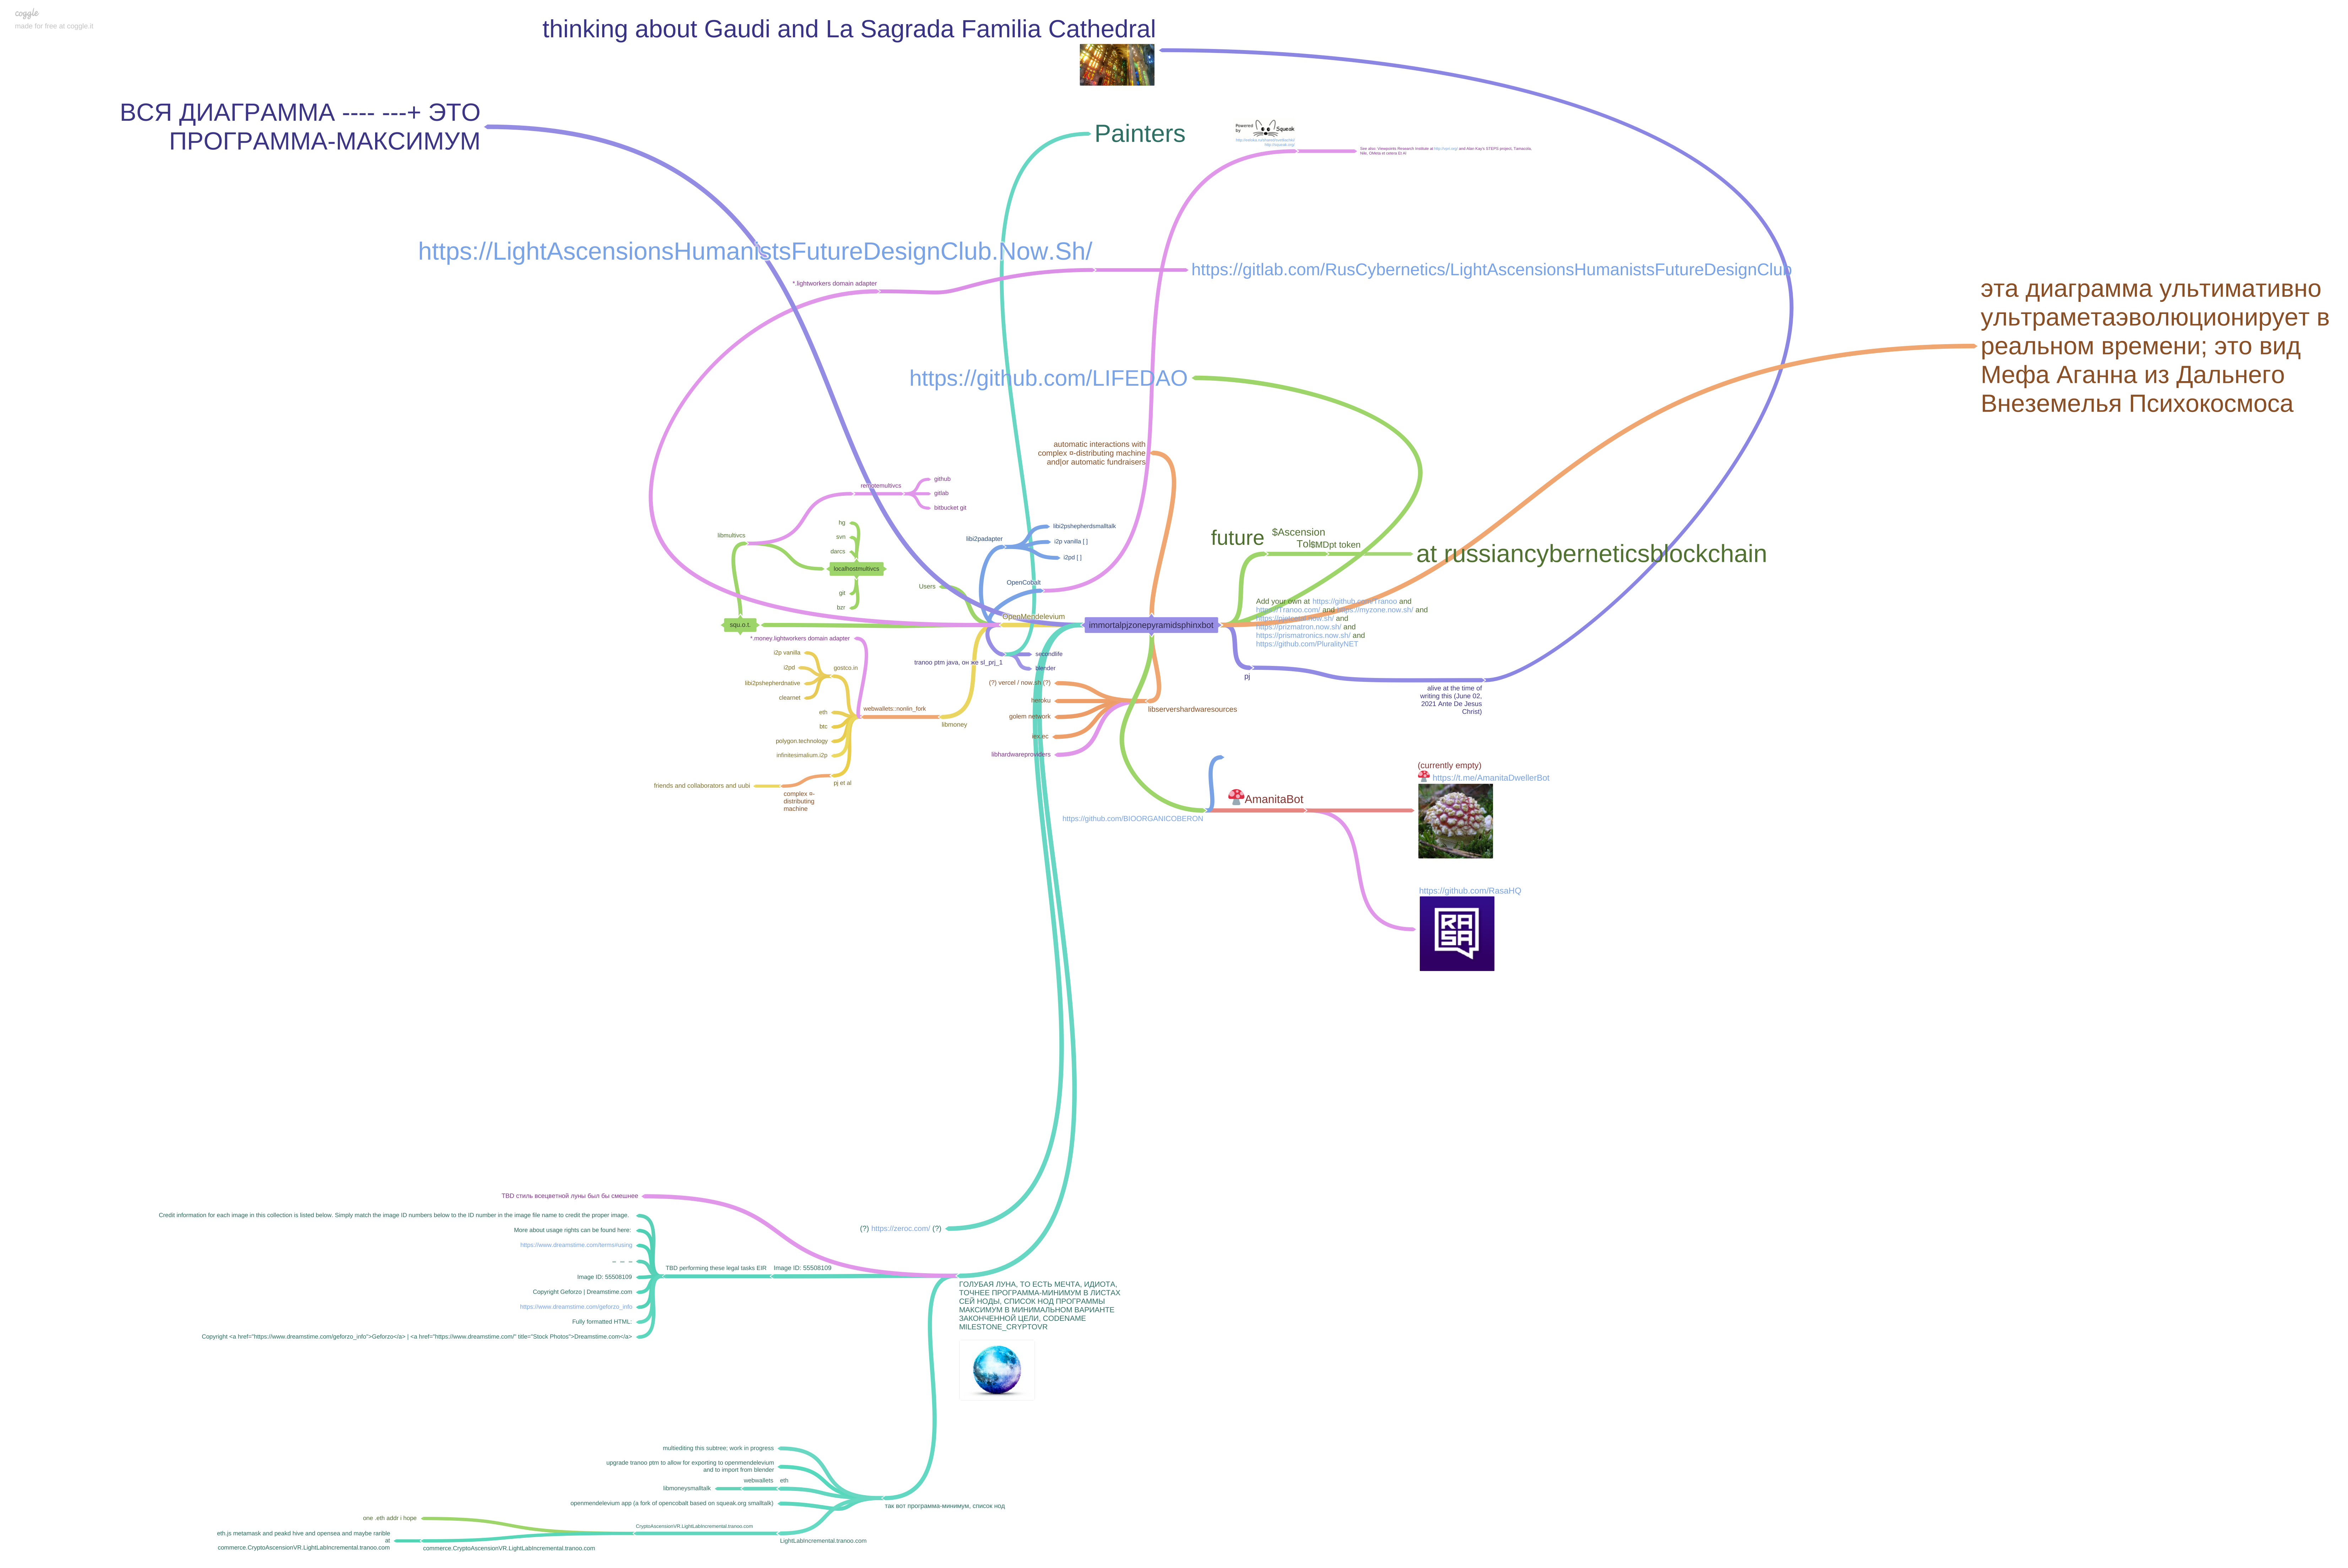 coggle
made for free at coggle.it
thinking about Gaudi and La Sagrada Familia Cathedral
ВСЯ ДИАГРАММА ---- ---+ ЭТО
ПРОГРАММА-МАКСИМУМ
Painters
Powered
by
Squeak
See also: Viewpoints Research Institute at
and Alan Kay's STEPS project, Tamacola,
Nile, OMeta et cetera Et Al
https://LightAscensionsHumanistsFutureDesignClub.Now.Sh/
https://gitlab.com/RusCybernetics/LightAscensionsHumanistsFutureDesignClub
*.lightworkers domain adapter
эта диаграмма ультимативно
ультраметаэволюционирует в
реальном времени; это вид
Мефа Аганна из Дальнего
Внеземелья Психокосмоса
https://github.com/LIFEDAO
automatic interactions with
complex ¤-distributing machine
and|or automatic fundraisers
remotemultivcs
github
gitlab
bitbucket git
libmultivcs
hg
svn
darcs
localhostmultivcs
git
bzr
squ.o.t.
libi2padapter
libi2pshepherdsmalltalk
i2p vanilla [ ]
i2pd [ ]
OpenCobalt
Users
OpenMendelevium
immortalpjzonepyramidsphinxbot
future
$Ascension
Token
$MDpt token
at russiancyberneticsblockchain
Add your own at https://github.com/Tranoo and
https://Tranoo.com/ and https://myzone.now.sh/ and
and
https://prizmatron.now.sh/ and
https://prismatronics.now.sh/ and
https://github.com/PluralityNET
pj
alive at the time of
writing this (June 02,
2021 Ante De Jesus
Christ)
tranoo ptm java, он же sl_prj_1
secondlife
blender
*.money.lightworkers domain adapter
i2p vanilla
i2pd
libi2pshepherdnative
clearnet
gostco.in
eth
btc
polygon.technology
infinitesimalium.i2p
webwallets::nonlin_fork
libmoney
pj et al
complex ¤-
distributing
machine
friends and collaborators and uubi
(?) vercel / now.sh (?)
heroku
golem network
iex.ec
libhardwareproviders
libservershardwaresources
https://github.com/BIOORGANICOBERON
AmanitaBot
(currently empty)
https://t.me/AmanitaDwellerBot
https://github.com/RasaHQ
RASA
TBD стиль всецветной луны был бы смешнее
Credit information for each image in this collection is listed below. Simply match the image ID numbers below to the ID number in the image file name to credit the proper image.
More about usage rights can be found here:
https://www.dreamstime.com/terms#using
– – –
Image ID: 55508109
Copyright Geforzo | Dreamstime.com
https://www.dreamstime.com/geforzo_info
Fully formatted HTML:
Copyright <a href="https://www.dreamstime.com/geforzo_info">Geforzo</a> | <a href="https://www.dreamstime.com/" title="Stock Photos">Dreamstime.com</a>
TBD performing these legal tasks EtR
Image ID: 55508109
(?) https://zeroc.com/ (?)
ГОЛУБАЯ ЛУНА, ТО ЕСТЬ МЕЧТА, ИДИОТА,
ТОЧНЕЕ ПРОГРАММА-МИНИМУМ В ЛИСТАХ
СЕЙ НОДЫ, СПИСОК НОД ПРОГРАММЫ
МАКСИМУМ В МИНИМАЛЬНОМ ВАРИАНТЕ
ЗАКОНЧЕННОЙ ЦЕЛИ, CODENAME
MILESTONE_CRYPTOVR
multiediting this subtree; work in progress
upgrade tranoo ptm to allow for exporting to openmendelevium
and to import from blender
webwallets
eth
libmoneysmalltalk
openmendelevium app (a fork of opencobalt based on squeak.org smalltalk)
так вот программа-минимум, список нод
LightLabIncremental.tranoo.com
CryptoAscensionVR.LightLabIncremental.tranoo.com
one .eth addr i hope
commerce.CryptoAscensionVR.LightLabIncremental.tranoo.com
eth.js metamask and peakd hive and opensea and maybe rarible
at
commerce.CryptoAscensionVR.LightLabIncremental.tranoo.com